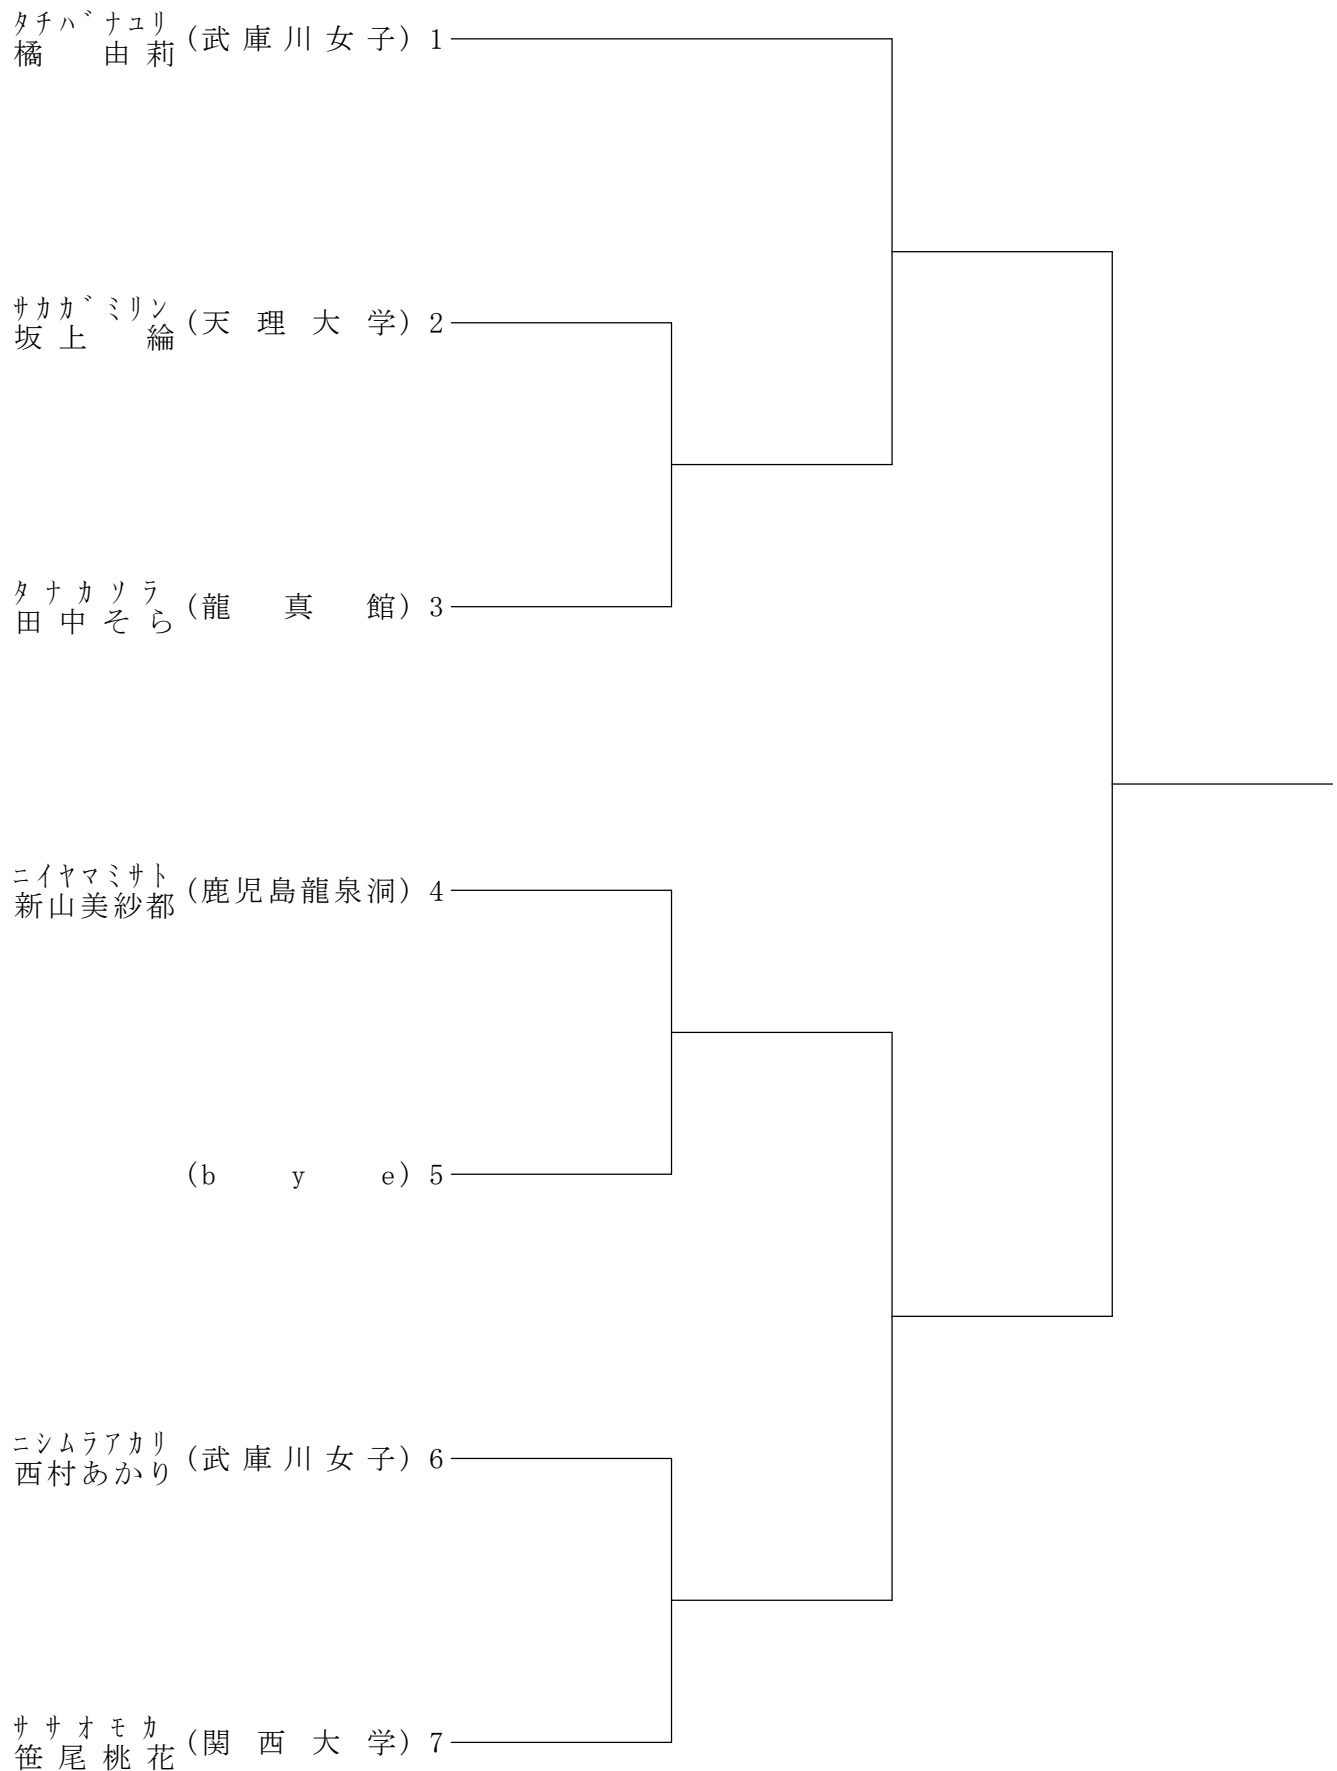 タチバナユリ
橘由莉 (武庫川女子) 1
サカガミリン
坂上綸 (天理大学) 2
タナカソラ
田中そら (龍真館) 3
ニイヤマミサト
新山美紗都 (鹿児島龍泉洞) 4
(bye) 5
ニシムラアカリ
西村あかり (武庫川女子) 6
ササオモカ
笹尾桃花 (関西大学) 7